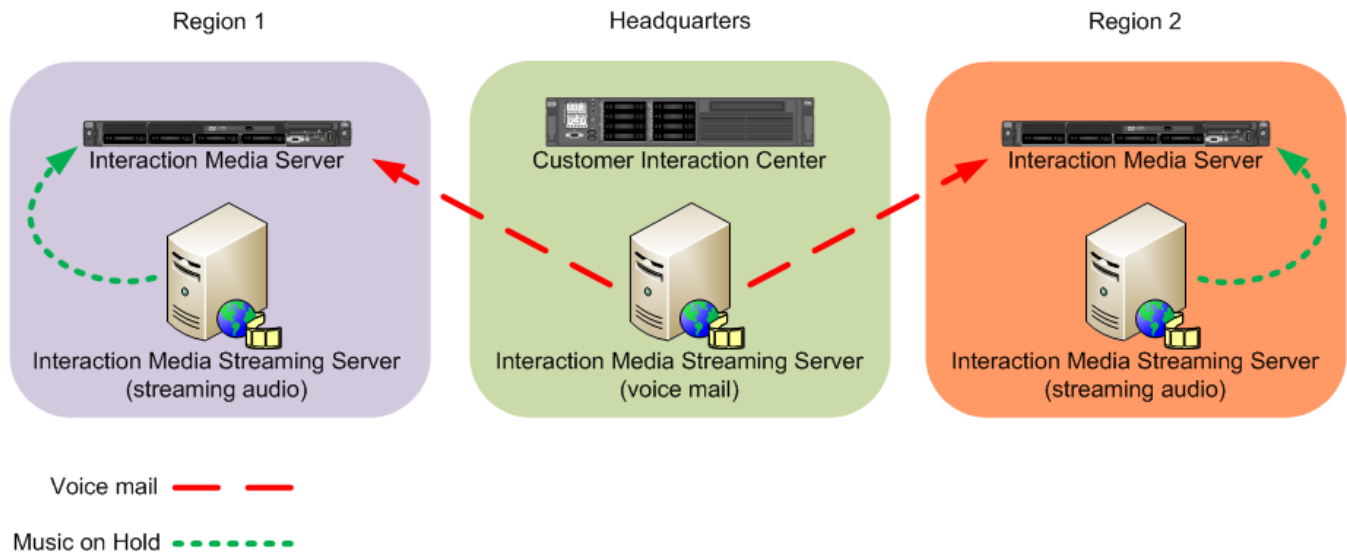 Region 1
Headquarters
Region 2
Interaction Media Server
Customer Interaction Center
Interaction Media Server
Interaction Media Streaming Server
(streaming audio)
Interaction Media Streaming Server
(voice mail)
Interaction Media Streaming Server
(streaming audio)
Voice mail
Music on Hold